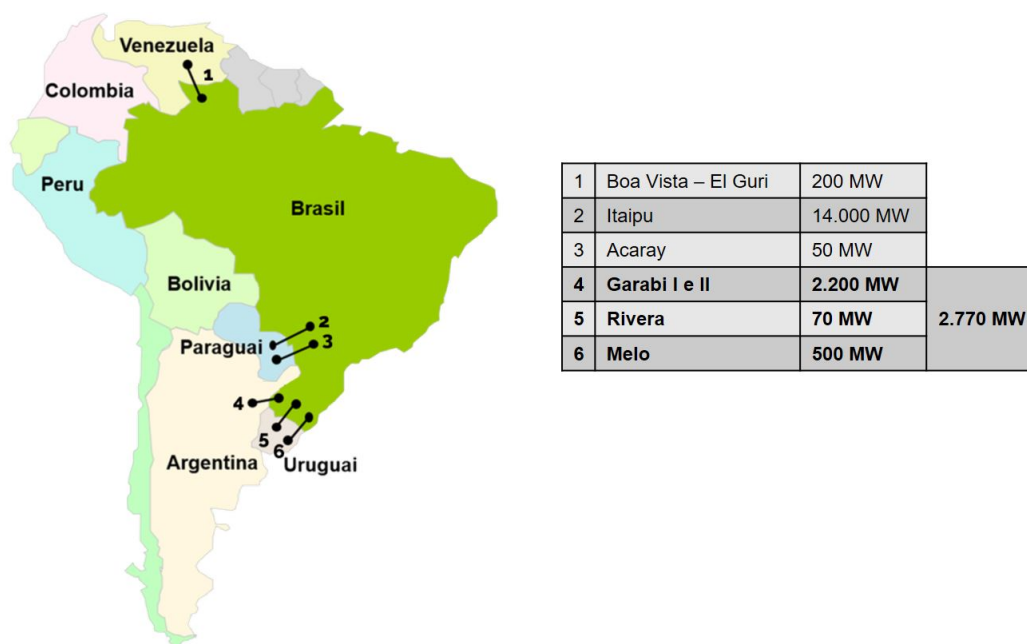 Venezuela
1
Colombia
Peru
Brasil
Bolivia
2
Paraguai
3
4
5
6
Argentina
Uruguai
1 Boa Vista – El Guri 200 MW
2 Itaipu 14.000 MW
3 Acaray 50 MW
4 Garabi I e II 2.200 MW
5 Rivera 70 MW 2.770 MW
6 Melo 500 MW